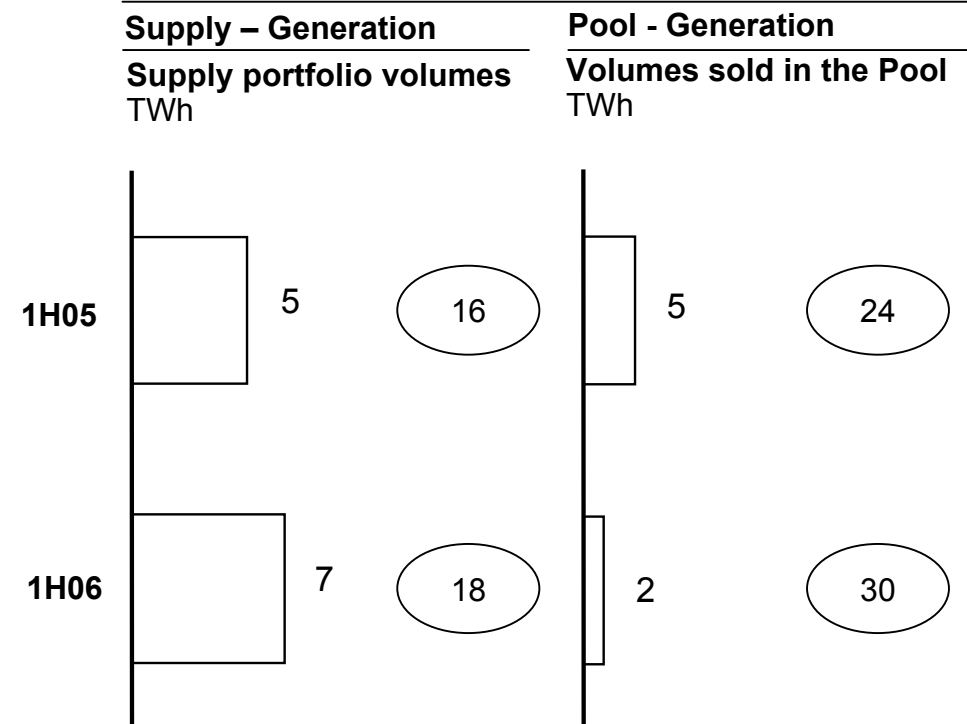 Supply – Generation
Pool - Generation
Supply portfolio volumes
TWh
Volumes sold in the Pool
TWh
1H05
5
16
5
24
1H06
7
18
2
30